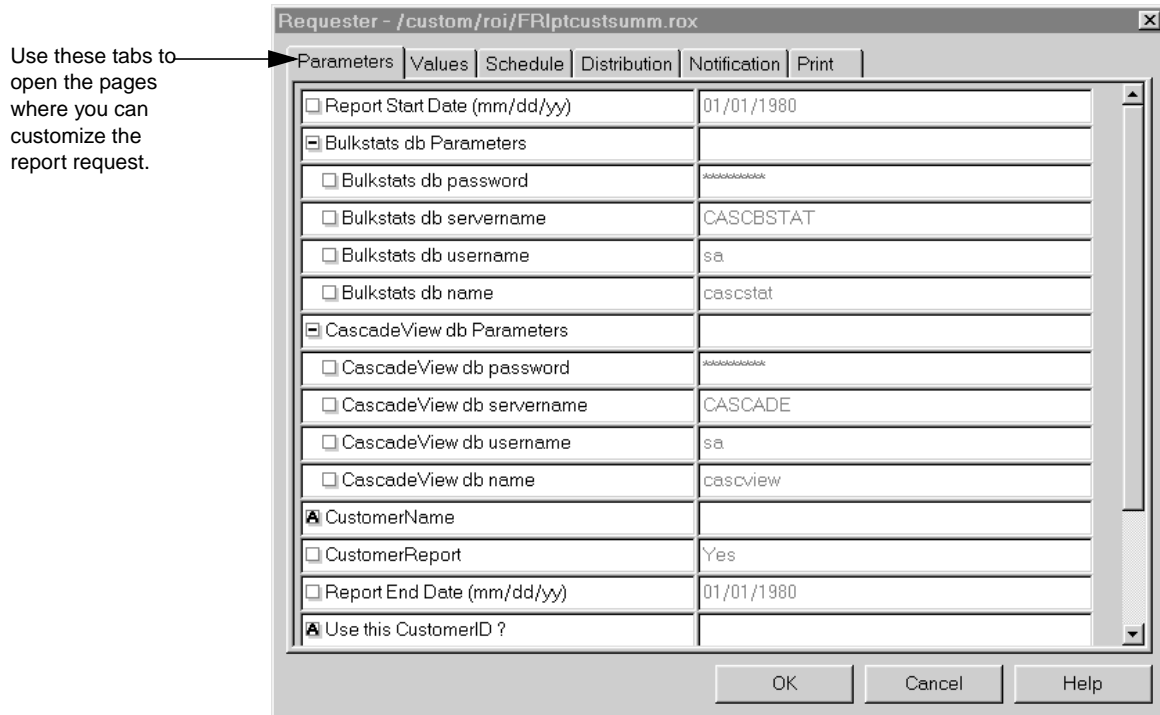 Requester - /custom/roi/FRIptcustsumm.rox
Use these tabs to
open the pages
where you can
customize the
report request.
Parameters Values Schedule Distribution Notification Print
Report Start Date (mm/dd/yy) 01/01/1980
Bulkstats db Parameters
Bulkstats db password **********
Bulkstats db servername CASCBSTAT
Bulkstats db username sa
Bulkstats db name cascstat
CascadeView db Parameters
CascadeView db password **********
CascadeView db servername CASCADE
CascadeView db username sa
CascadeView db name cascview
A CustomerName
CustomerReport Yes
Report End Date (mm/dd/yy) 01/01/1980
A Use this CustomerID ?
OK Cancel Help